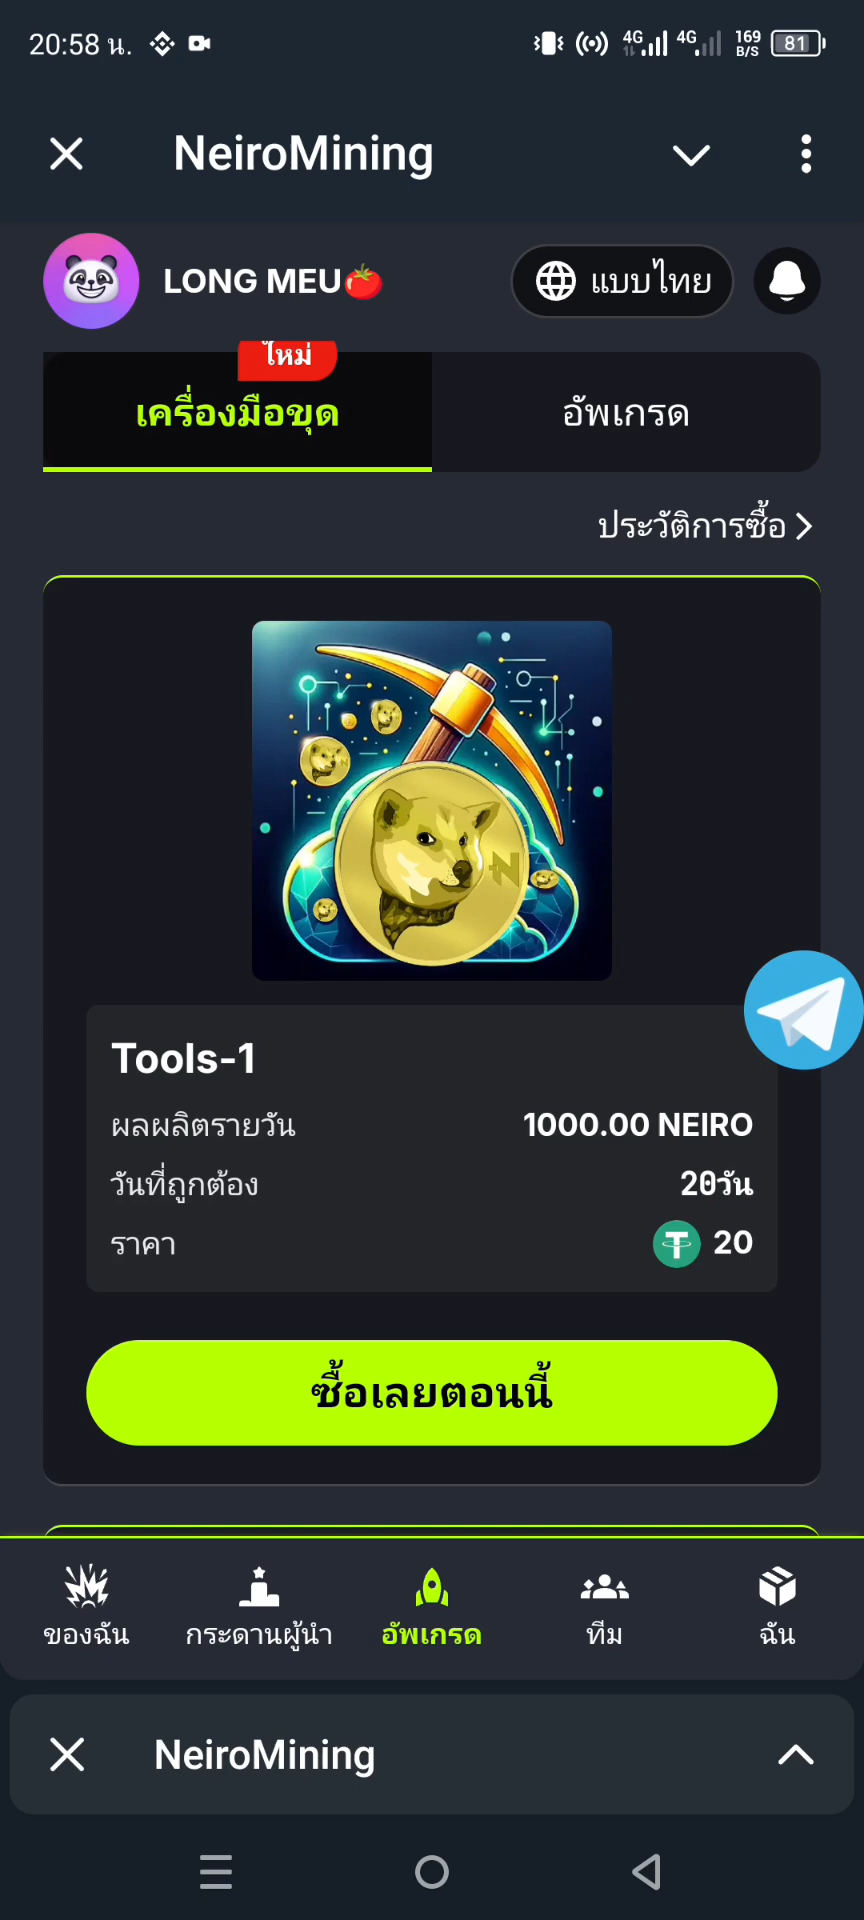 20:58 น.
4G 4G 169 B/S 81
NeiroMining
LONG MEU🍅
แบบไทย
ใหม่
เครื่องมือขุด
อัพเกรด
ประวัติการซื้อ
Tools-1
ผลผลิตรายวัน 1000.00 NEIRO
วันที่ถูกต้อง 20วัน
ราคา 20
ซื้อเลยตอนนี้
ของฉัน กระดานผู้นำ อัพเกรด ทีม ฉัน
NeiroMining